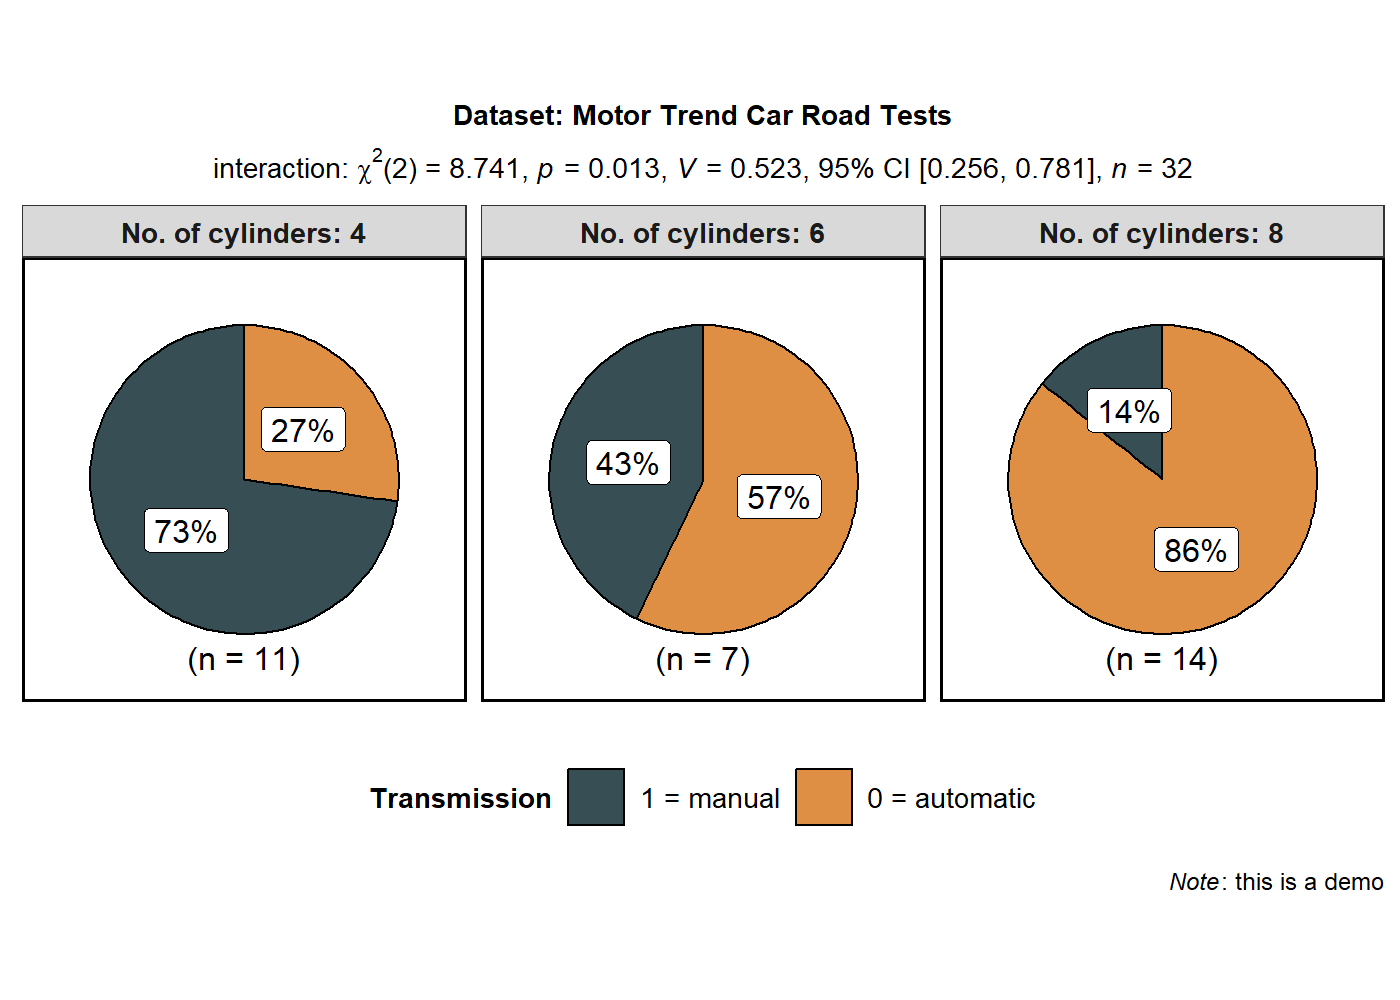 Dataset: Motor Trend Car Road Tests
interaction: χ²(2) = 8.741, p = 0.013, V = 0.523, 95% CI [0.256, 0.781], n = 32
No. of cylinders: 4
No. of cylinders: 6
No. of cylinders: 8
27%
73%
(n = 11)
43%
57%
(n = 7)
14%
86%
(n = 14)
Transmission 1 = manual 0 = automatic
Note: this is a demo